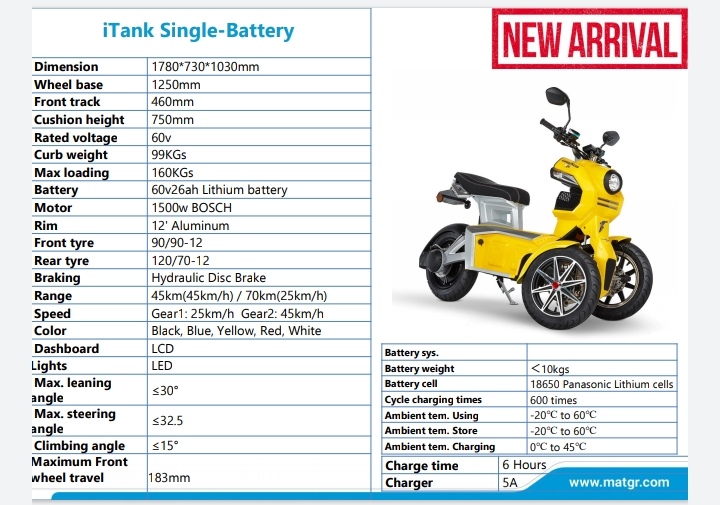 iTank Single-Battery
NEW ARRIVAL
Dimension 1780*730*1030mm
Wheel base 1250mm
Front track 460mm
Cushion height 750mm
Rated voltage 60v
Curb weight 99KGs
Max loading 160KGs
Battery 60v26ah Lithium battery
Motor 1500w BOSCH
Rim 12' Aluminum
Front tyre 90/90-12
Rear tyre 120/70-12
Braking Hydraulic Disc Brake
Range 45km(45km/h) / 70km(25km/h)
Speed Gear1: 25km/h Gear2: 45km/h
Color Black, Blue, Yellow, Red, White
Dashboard LCD
Lights LED
Max. leaning
angle ≤30°
Max. steering
angle ≤32.5
Climbing angle ≤15°
Maximum Front
wheel travel 183mm
Battery sys.
Battery weight ＜10kgs
Battery cell 18650 Panasonic Lithium cells
Cycle charging times 600 times
Ambient tem. Using -20℃ to 60℃
Ambient tem. Store -20℃ to 60℃
Ambient tem. Charging 0℃ to 45℃
Charge time 6 Hours
Charger 5A
www.matgr.com